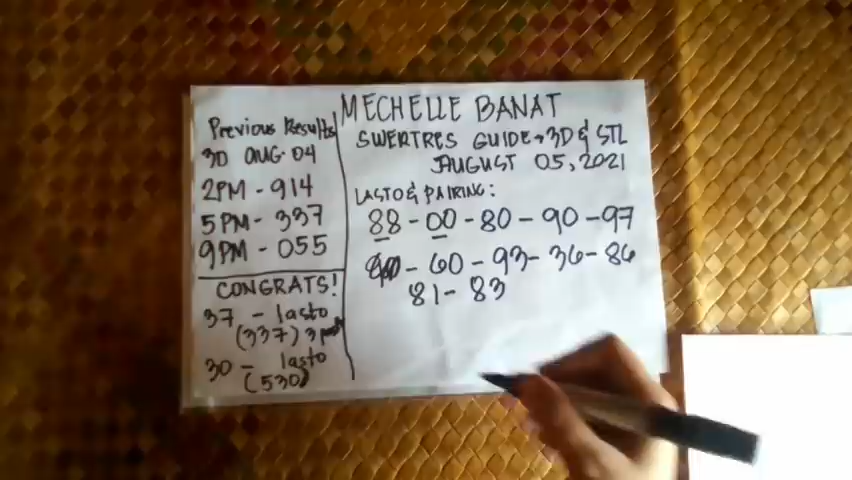 Previous Results
3D AUG. 04
2PM - 914
5PM - 337
9PM - 055
CONGRATS!
37 - lasto
(337) 3
30 - lasto
(530)
MECHELLE BANAT
SWERTRES GUIDE→3D & STL
AUGUST 05, 2021
LASTO & PAIRING:
88 - 00 - 80 - 90 - 97
- 60 - 93 - 36 - 86
81 - 83